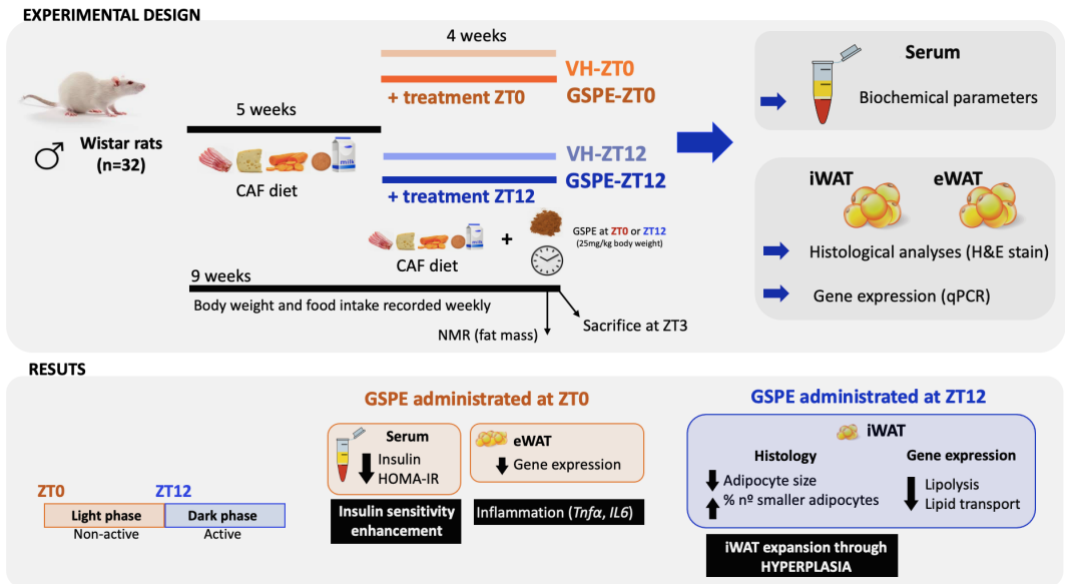 EXPERIMENTAL DESIGN
Wistar rats
(n=32)
5 weeks
CAF diet
4 weeks
VH-ZT0
+ treatment ZT0
GSPE-ZT0
VH-ZT12
+ treatment ZT12
GSPE-ZT12
milk
CAF diet
+
GSPE at ZT0 or ZT12
(25mg/kg body weight)
9 weeks
Body weight and food intake recorded weekly
NMR (fat mass)
Sacrifice at ZT3
Serum
Biochemical parameters
iWAT
eWAT
Histological analyses (H&E stain)
Gene expression (qPCR)
RESUTS
ZT0
ZT12
Light phase
Dark phase
Non-active
Active
GSPE administrated at ZT0
Serum
Insulin
HOMA-IR
Insulin sensitivity
enhancement
eWAT
Gene expression
Inflammation (Tnfα, IL6)
GSPE administrated at ZT12
iWAT
Histology
Adipocyte size
% nº smaller adipocytes
Gene expression
Lipolysis
Lipid transport
iWAT expansion through
HYPERPLASIA